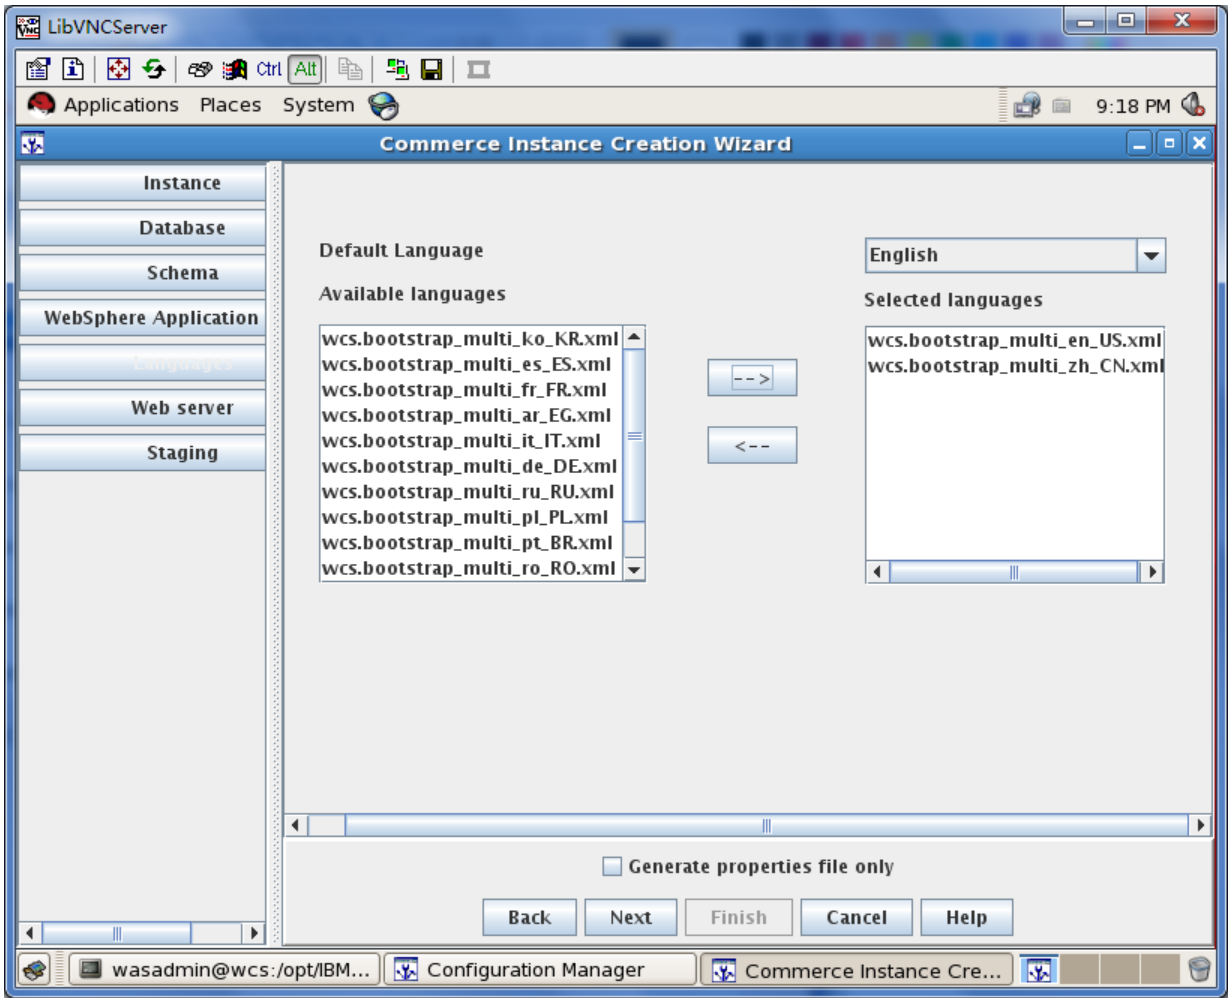 LibVNCServer
Ctrl Alt
Applications Places System 9:18 PM
Commerce Instance Creation Wizard
Instance
Database
Schema
WebSphere Application
Languages
Web server
Staging
Default Language
English
Available languages
Selected languages
wcs.bootstrap_multi_ko_KR.xml
wcs.bootstrap_multi_es_ES.xml
wcs.bootstrap_multi_fr_FR.xml
wcs.bootstrap_multi_ar_EG.xml
wcs.bootstrap_multi_it_IT.xml
wcs.bootstrap_multi_de_DE.xml
wcs.bootstrap_multi_ru_RU.xml
wcs.bootstrap_multi_pl_PL.xml
wcs.bootstrap_multi_pt_BR.xml
wcs.bootstrap_multi_ro_RO.xml
-->
<--
wcs.bootstrap_multi_en_US.xml
wcs.bootstrap_multi_zh_CN.xml
Generate properties file only
Back Next Finish Cancel Help
wasadmin@wcs:/opt/IBM... Configuration Manager Commerce Instance Cre...